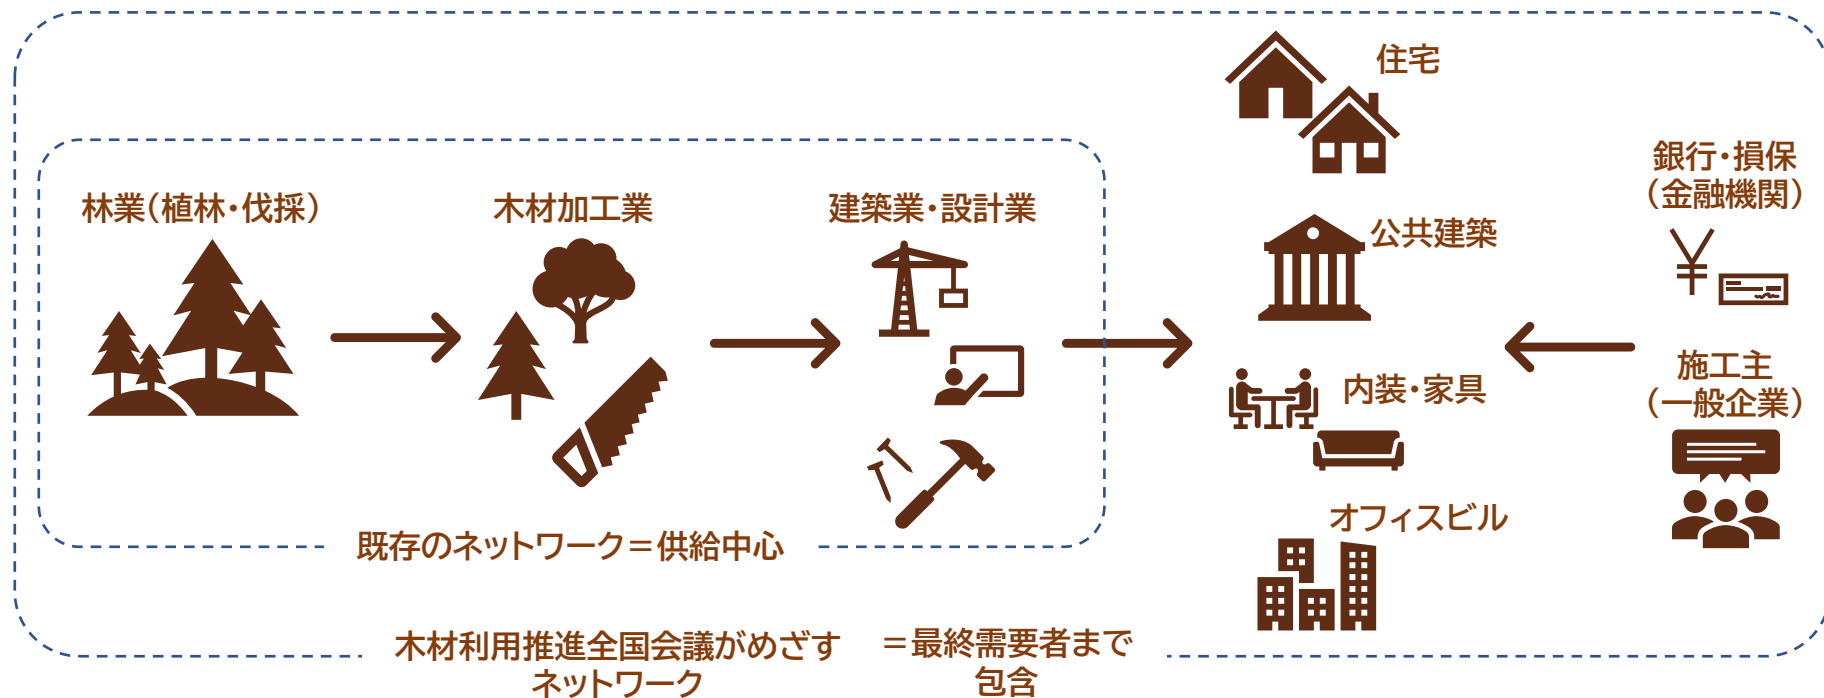 住宅
銀行・損保
（金融機関）
林業（植林・伐採）
木材加工業
建築業・設計業
公共建築
施工主
（一般企業）
内装・家具
オフィスビル
既存のネットワーク＝供給中心
木材利用推進全国会議がめざす
ネットワーク
＝最終需要者まで
包含